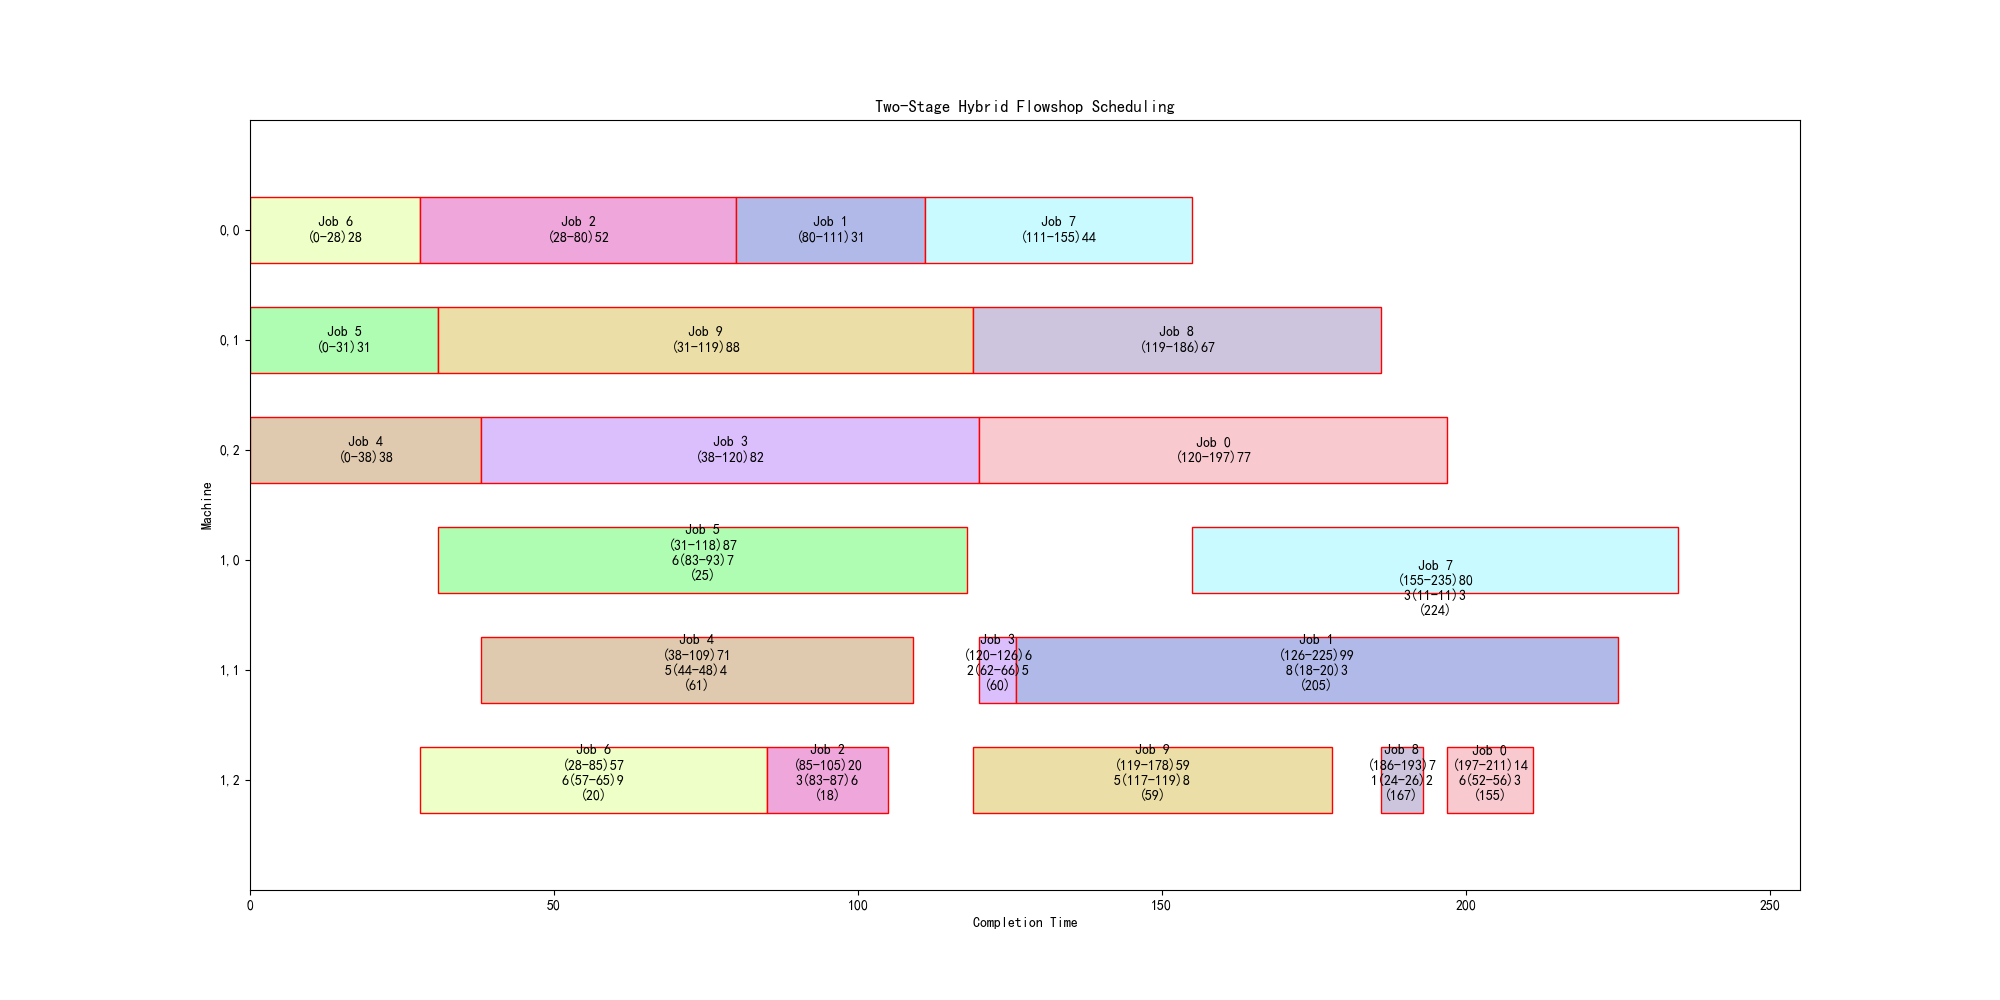 Two-Stage Hybrid Flowshop Scheduling
Machine
0,0
Job 6
(0-28)28
Job 2
(28-80)52
Job 1
(80-111)31
Job 7
(111-155)44
0,1
Job 5
(0-31)31
Job 9
(31-119)88
Job 8
(119-186)67
0,2
Job 4
(0-38)38
Job 3
(38-120)82
Job 0
(120-197)77
1,0
Job 5
(31-118)87
6(83-93)7
(25)
Job 7
(155-235)80
3(11-11)3
(224)
1,1
Job 4
(38-109)71
5(44-48)4
(61)
Job 3
(120-126)6
2(62-66)5
(60)
Job 1
(126-225)99
8(18-20)3
(205)
1,2
Job 6
(28-85)57
6(57-65)9
(20)
Job 2
(85-105)20
3(83-87)6
(18)
Job 9
(119-178)59
5(117-119)8
(59)
Job 8
(186-193)7
1(24-26)2
(167)
Job 0
(197-211)14
6(52-56)3
(155)
0 50 100 150 200 250
Completion Time